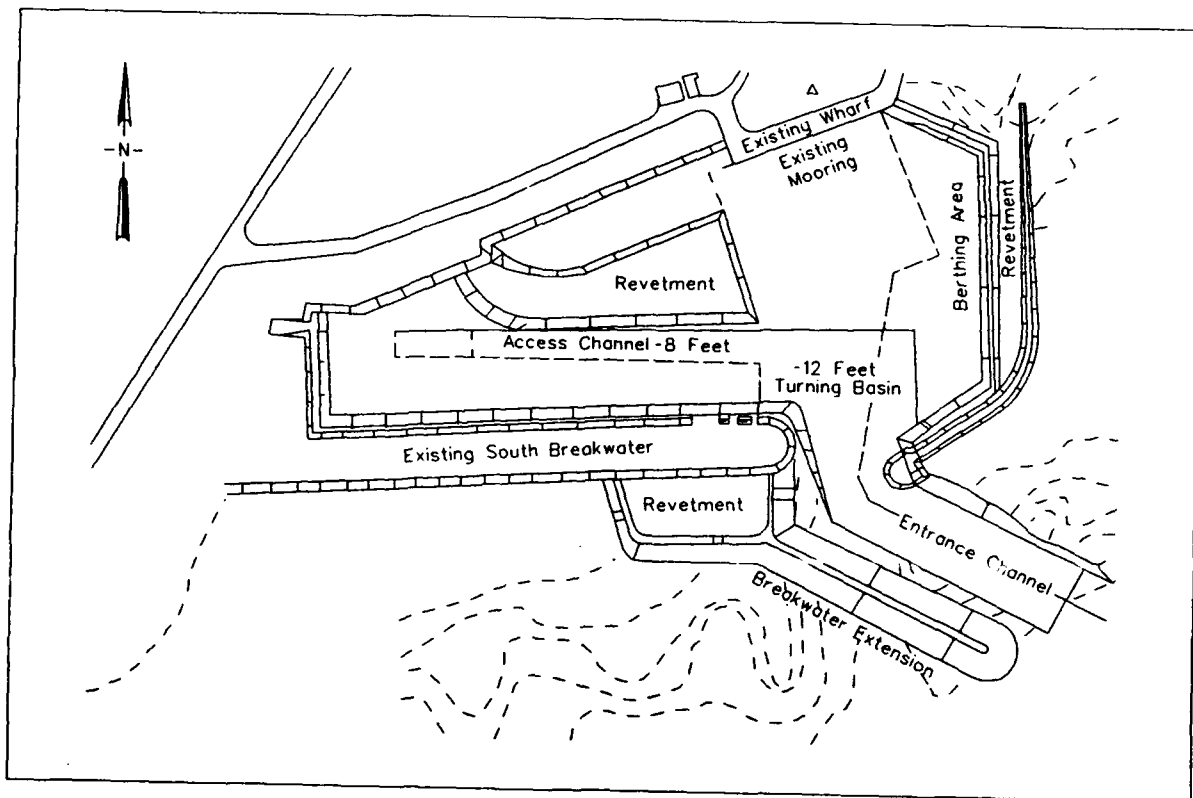 -N-
Existing Wharf
Existing
Mooring
Berthing Area
Revetment
Revetment
Access Channel -8 Feet
-12 Feet
Turning Basin
Existing South Breakwater
Revetment
Entrance Channel
Breakwater Extension